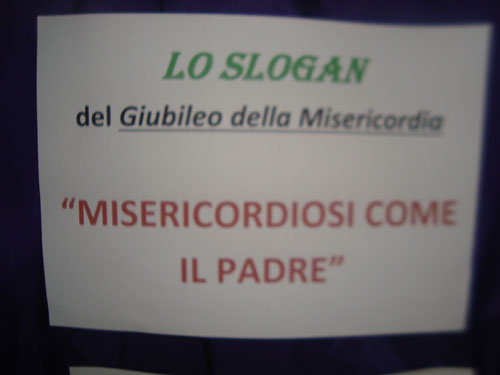 LO SLOGAN
del Giubileo della Misericordia
“MISERICORDIOSI COME
IL PADRE”